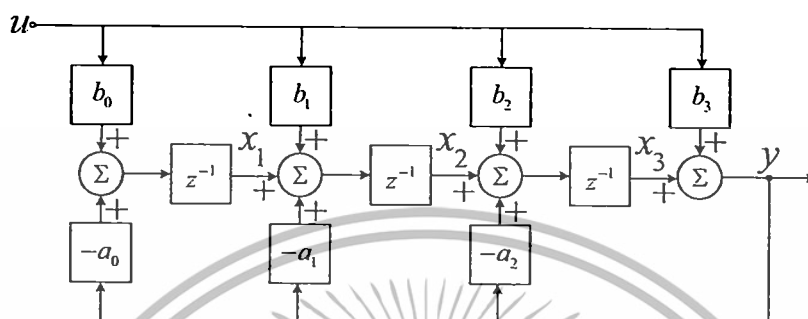 u
b₀ b₁ b₂ b₃
+ + + +
x₁ x₂ x₃ y
Σ z⁻¹ + Σ z⁻¹ + Σ z⁻¹ + Σ
+ + +
-a₀ -a₁ -a₂